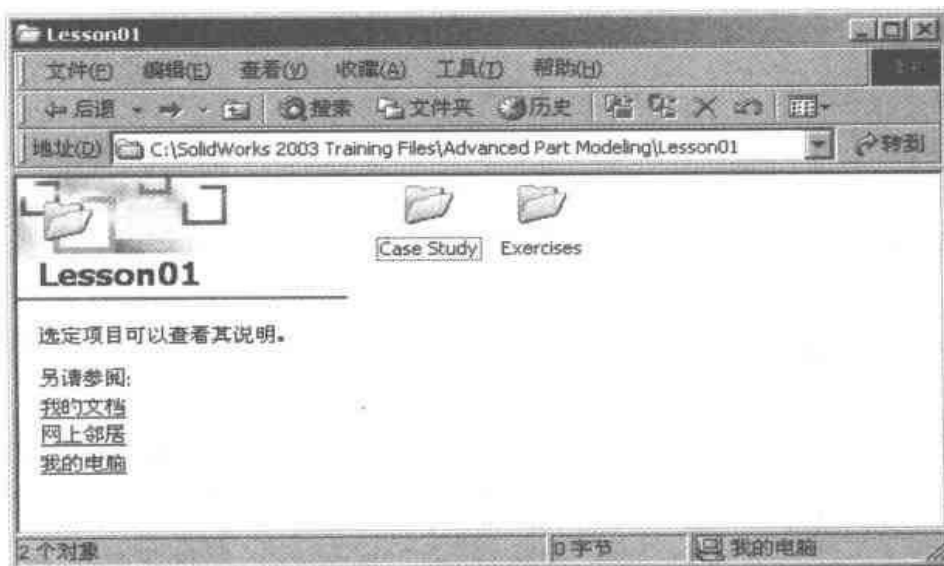 Lesson01
文件(F) 编辑(E) 查看(V) 收藏(A) 工具(T) 帮助(H)
后退 搜索 文件夹 历史
地址(D) C:\SolidWorks 2003 Training Files\Advanced Part Modeling\Lesson01 转到
Case Study Exercises
Lesson01
选定项目可以查看其说明。
另请参阅:
我的文档
网上邻居
我的电脑
2 个对象 0 字节 我的电脑